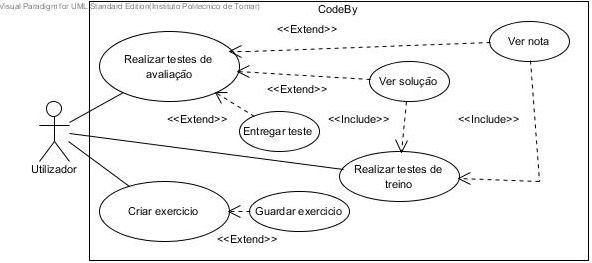 Visual Paradigm for UML Standard Edition(Instituto Politecnico de Tomar)
CodeBy
<<Extend>>
Ver nota
Realizar testes de
avaliação
Ver solução
<<Extend>>
<<Extend>>
<<Include>>
<<Include>>
Entregar teste
Utilizador
Realizar testes de
treino
Criar exercicio
Guardar exercicio
<<Extend>>